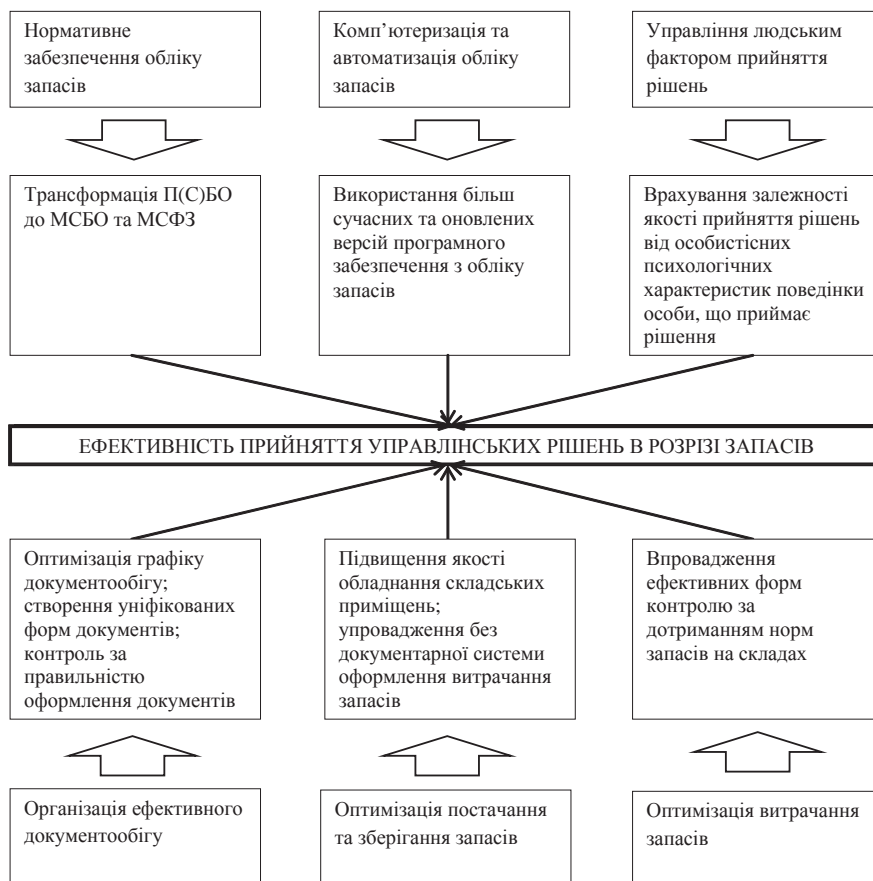 Нормативне
забезпечення обліку
запасів
Комп’ютеризація та
автоматизація обліку
запасів
Управління людським
фактором прийняття
рішень
Трансформація П(С)БО
до МСБО та МСФЗ
Використання більш
сучасних та оновлених
версій програмного
забезпечення з обліку
запасів
Врахування залежності
якості прийняття рішень
від особистісних
психологічних
характеристик поведінки
особи, що приймає
рішення
ЕФЕКТИВНІСТЬ ПРИЙНЯТТЯ УПРАВЛІНСЬКИХ РІШЕНЬ В РОЗРІЗІ ЗАПАСІВ
Оптимізація графіку
документообігу;
створення уніфікованих
форм документів;
контроль за
правильністю
оформлення документів
Підвищення якості
обладнання складських
приміщень;
упровадження без
документарної системи
оформлення витрачання
запасів
Впровадження
ефективних форм
контролю за
дотриманням норм
запасів на складах
Організація ефективного
документообігу
Оптимізація постачання
та зберігання запасів
Оптимізація витрачання
запасів